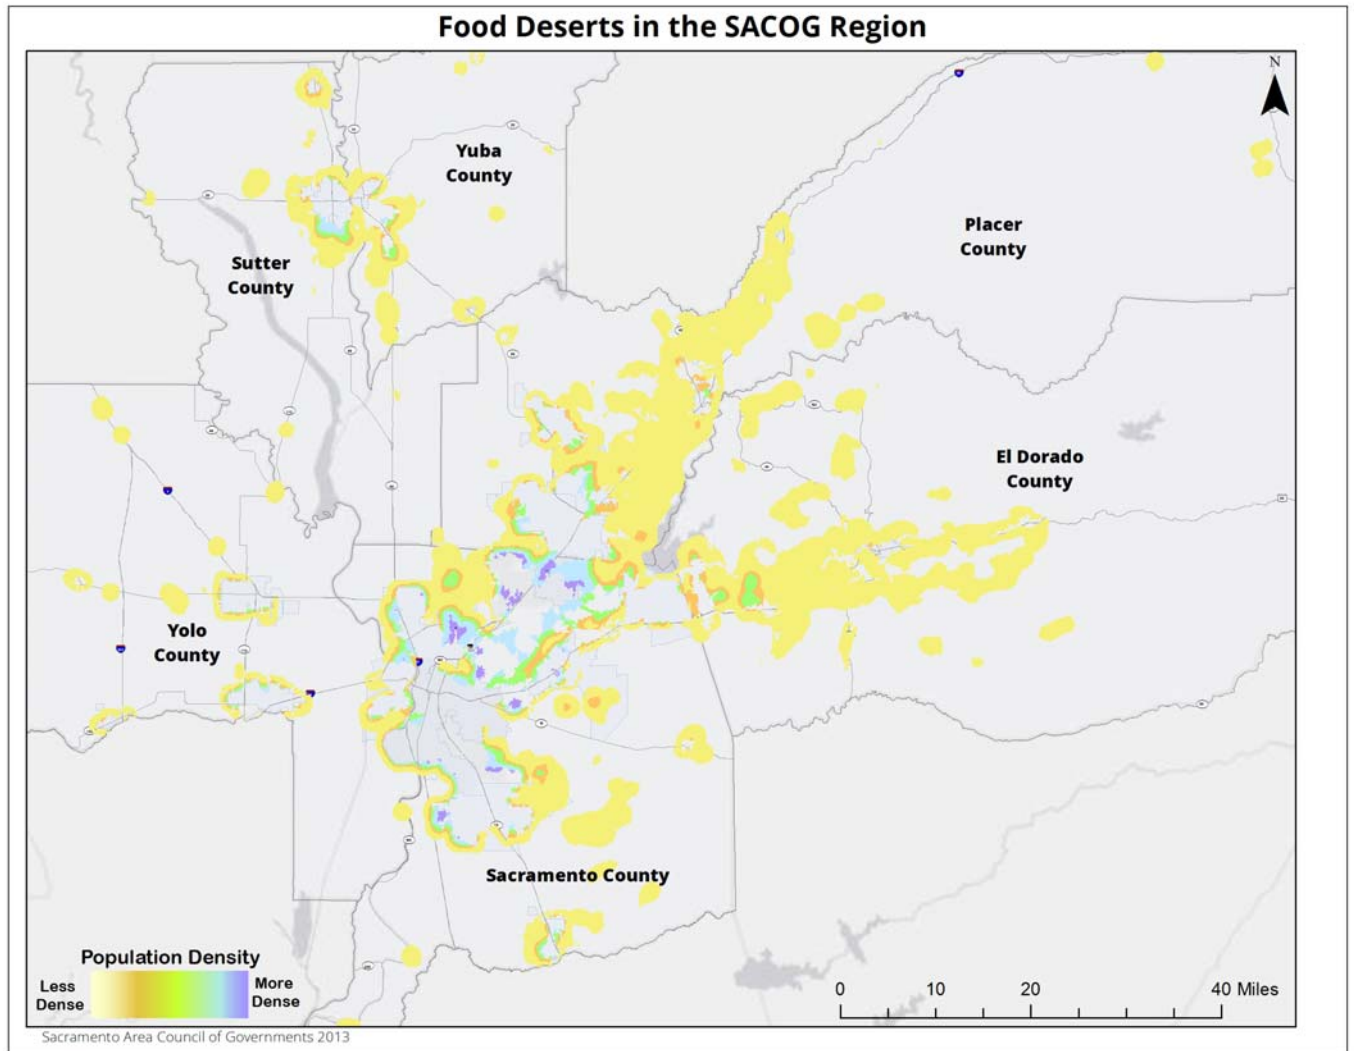 Food Deserts in the SACOG Region
N
Yuba
County
Placer
County
Sutter
County
El Dorado
County
Yolo
County
Sacramento County
Population Density
Less
Dense
More
Dense
0 10 20 40 Miles
Sacramento Area Council of Governments 2013